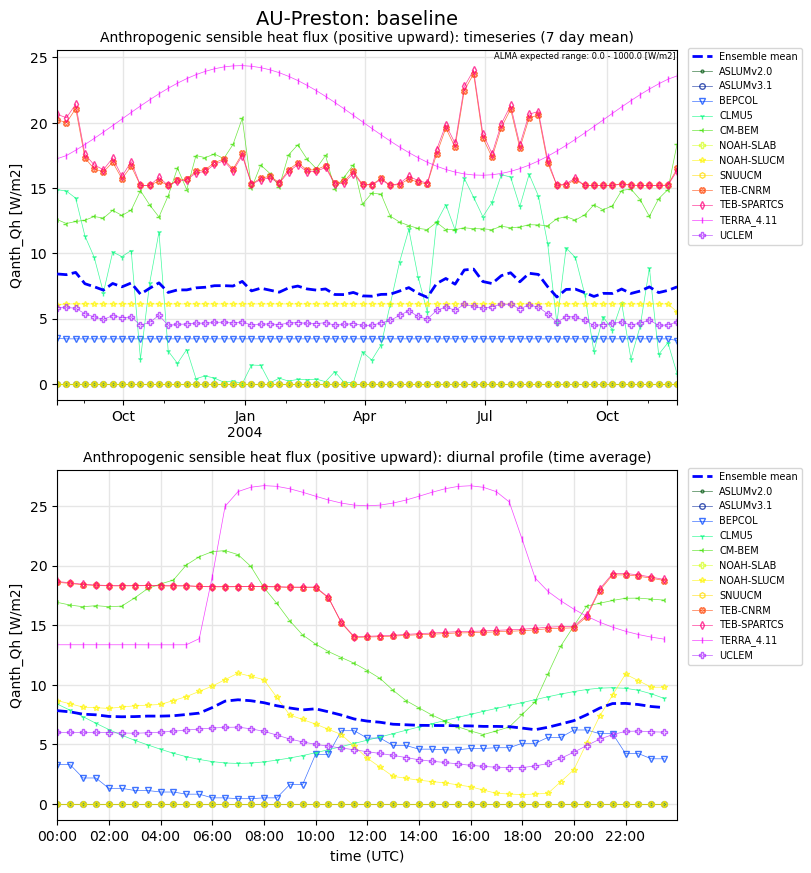 AU-Preston: baseline
Anthropogenic sensible heat flux (positive upward): timeseries (7 day mean)
ALMA expected range: 0.0 - 1000.0 [W/m2]
Qanth_Qh [W/m2]
25
20
15
10
5
0
Oct
Jan
2004
Apr
Jul
Oct
Ensemble mean
ASLUMv2.0
ASLUMv3.1
BEPCOL
CLMU5
CM-BEM
NOAH-SLAB
NOAH-SLUCM
SNUUCM
TEB-CNRM
TEB-SPARTCS
TERRA_4.11
UCLEM
Anthropogenic sensible heat flux (positive upward): diurnal profile (time average)
Qanth_Qh [W/m2]
25
20
15
10
5
0
00:00 02:00 04:00 06:00 08:00 10:00 12:00 14:00 16:00 18:00 20:00 22:00
time (UTC)
Ensemble mean
ASLUMv2.0
ASLUMv3.1
BEPCOL
CLMU5
CM-BEM
NOAH-SLAB
NOAH-SLUCM
SNUUCM
TEB-CNRM
TEB-SPARTCS
TERRA_4.11
UCLEM